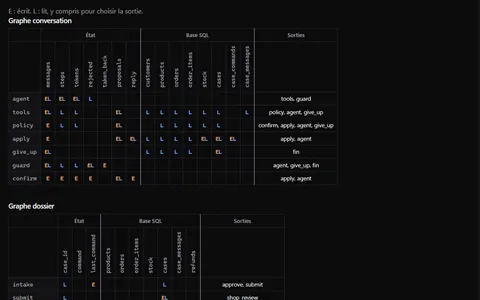 E : écrit. L : lit, y compris pour choisir la sortie.
Graphe conversation
État Base SQL Sorties
messages steps tokens rejected taken_back proposals reply customers products orders order_items stock cases case_commands case_messages
agent EL EL EL L tools, guard
tools EL L L EL L L L L L L L policy, agent, give_up
policy E L L EL L L L L L confirm, apply, agent, give_up
apply E EL EL L L L L EL EL EL apply, agent
give_up EL L L L L EL fin
guard EL L L EL E agent, give_up, fin
confirm E E E E EL E apply, agent
Graphe dossier
État Base SQL Sorties
case_id command last_command products orders order_items stock cases case_messages refunds
intake L E L approve, submit
submit L EL shop_review